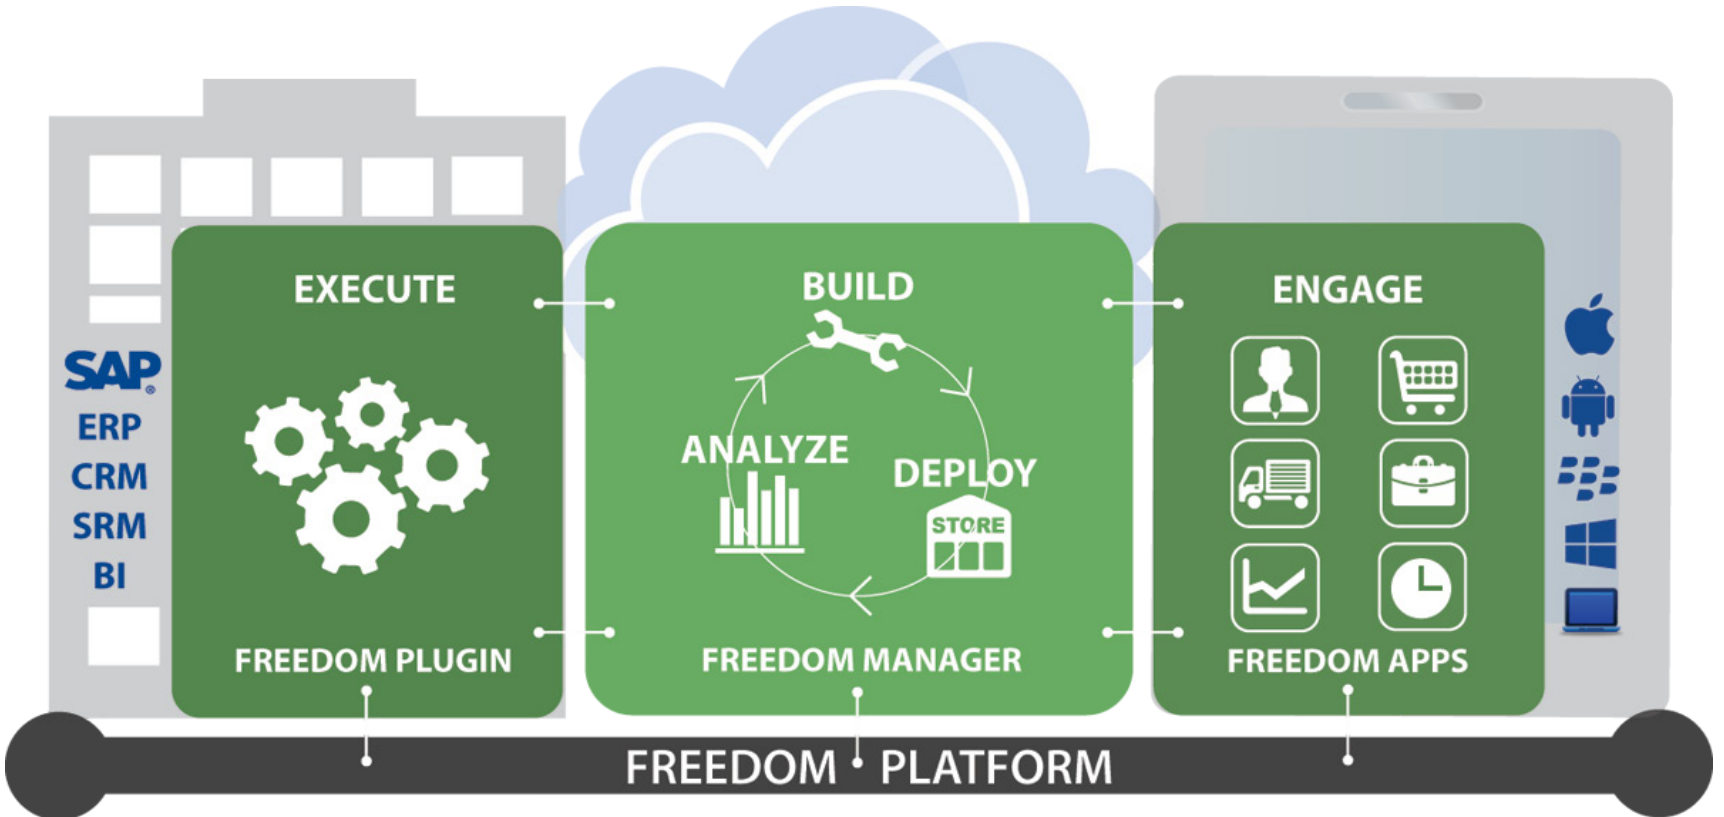 EXECUTE
SAP®
ERP
CRM
SRM
BI
FREEDOM PLUGIN
BUILD
ANALYZE
DEPLOY
STORE
FREEDOM MANAGER
ENGAGE
FREEDOM APPS
FREEDOM PLATFORM